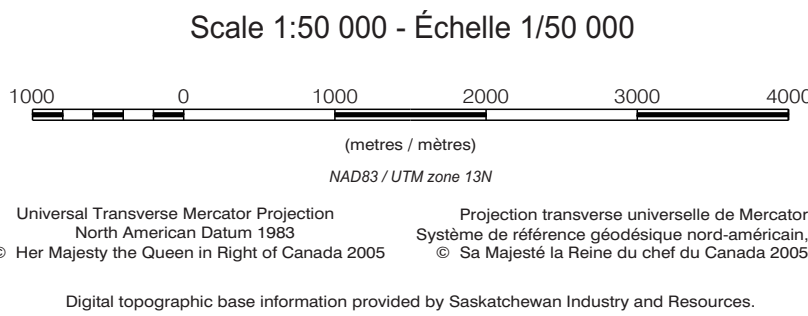 Scale 1:50 000 - Échelle 1/50 000
1000 0 1000 2000 3000 4000
(metres / mètres)
NAD83 / UTM zone 13N
Universal Transverse Mercator Projection
North American Datum 1983
© Her Majesty the Queen in Right of Canada 2005
Projection transverse universelle de Mercator
Système de référence géodésique nord-américain,
© Sa Majesté la Reine du chef du Canada 2005
Digital topographic base information provided by Saskatchewan Industry and Resources.